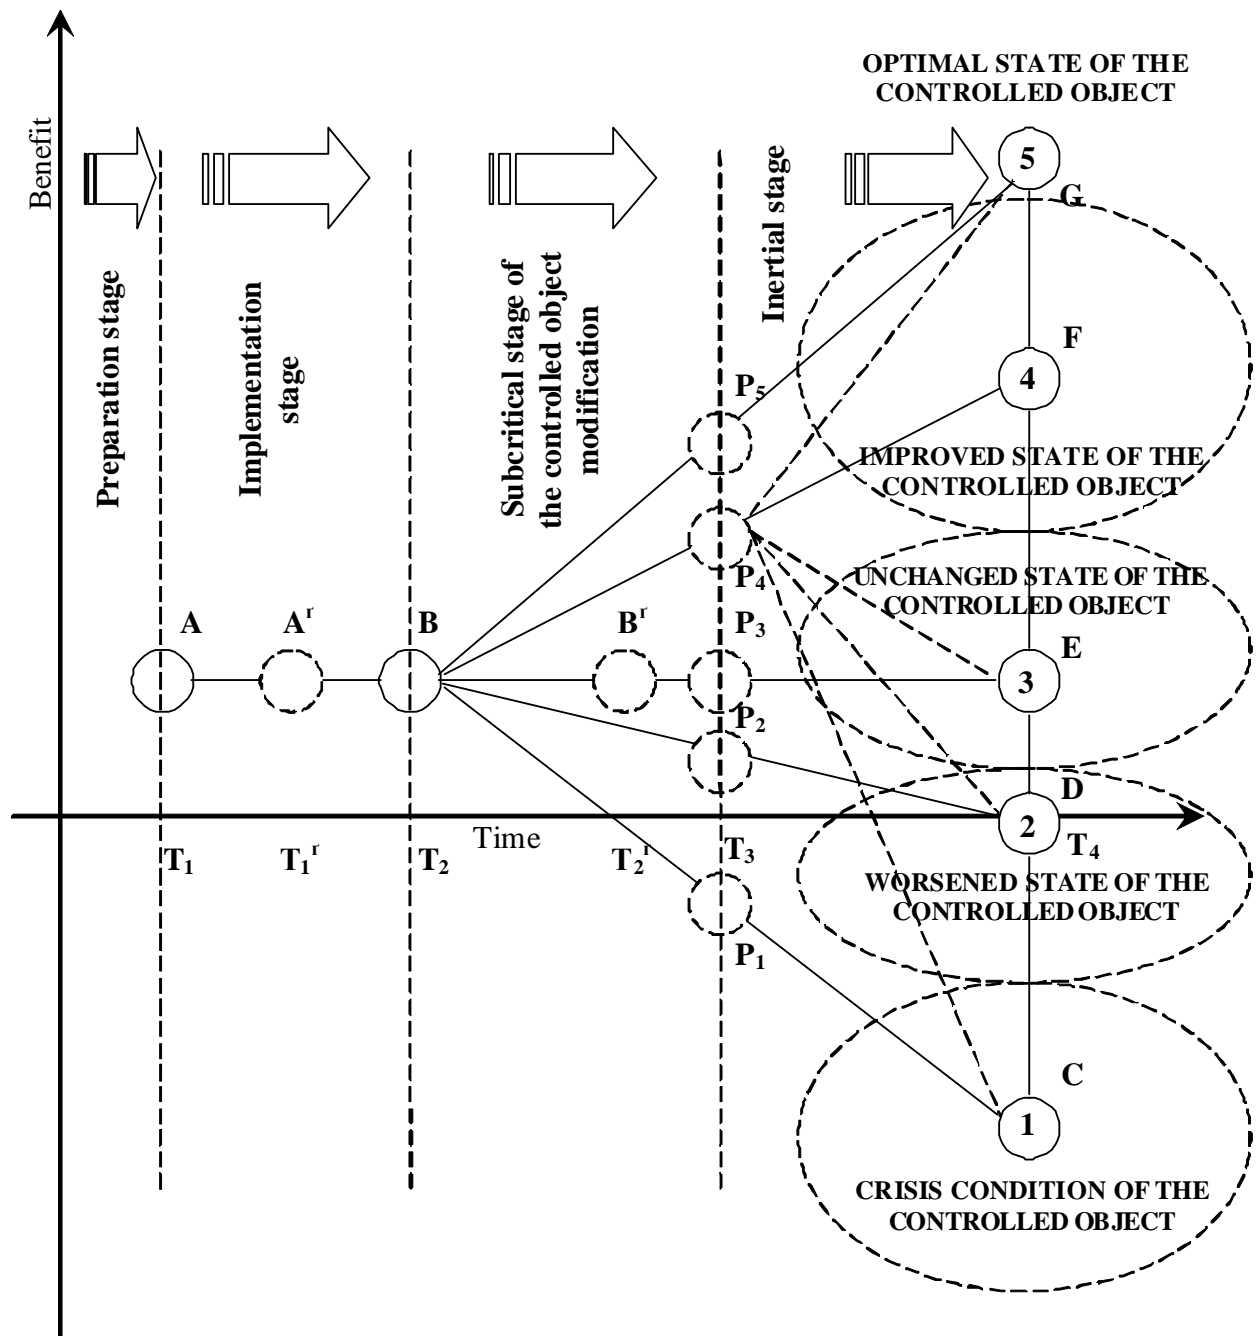 OPTIMAL STATE OF THE
CONTROLLED OBJECT
Benefit
Preparation stage
Implementation
stage
Subcritical stage of
the controlled object
modification
Inertial stage
5
G
F
4
P5
IMPROVED STATE OF THE
CONTROLLED OBJECT
P4
UNCHANGED STATE OF THE
CONTROLLED OBJECT
A
Ar
B
Br
P3
E
3
P2
D
2
Time
T1
T1r
T2
T2r
T3
T4
WORSENED STATE OF THE
CONTROLLED OBJECT
P1
C
1
CRISIS CONDITION OF THE
CONTROLLED OBJECT